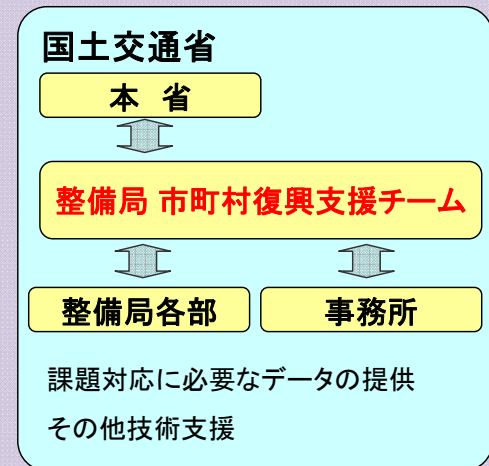 国土交通省
本 省
整備局 市町村復興支援チーム
整備局各部 事務所
課題対応に必要なデータの提供
その他技術支援